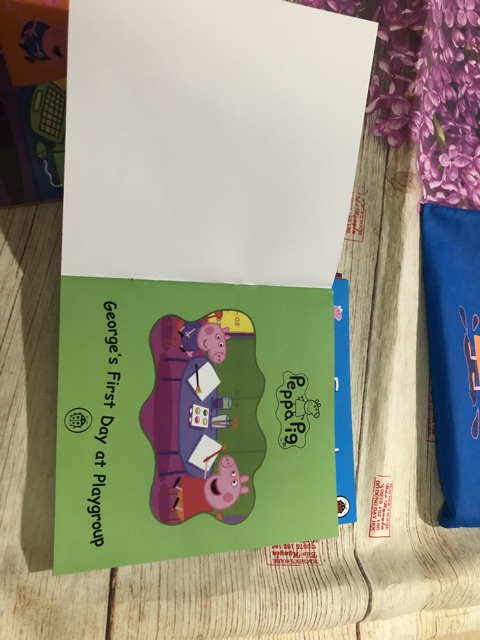 Peppa Pig
George's First Day at Playgroup